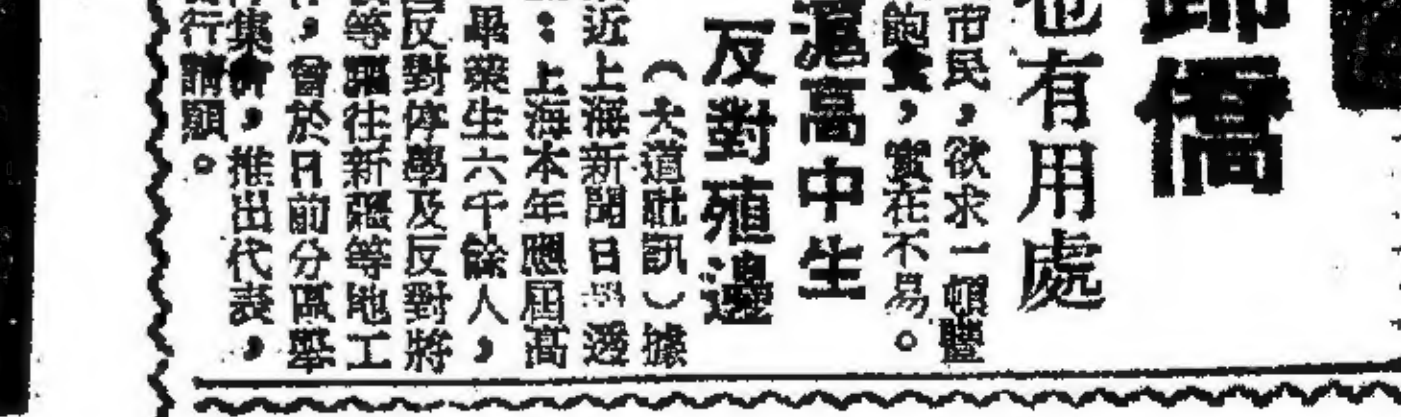 歸僑
也有用處
市民,欲求一頓豐
飽食,實在不易。
滬高中生
反對殖邊
(大道社訊)據
近上海新聞日報透
:上海本年應屆高
畢業生六千餘人,
反對停學及反對將
等調往新疆等地工
,曾於日前分區舉
集會,推出代表,
行請願。